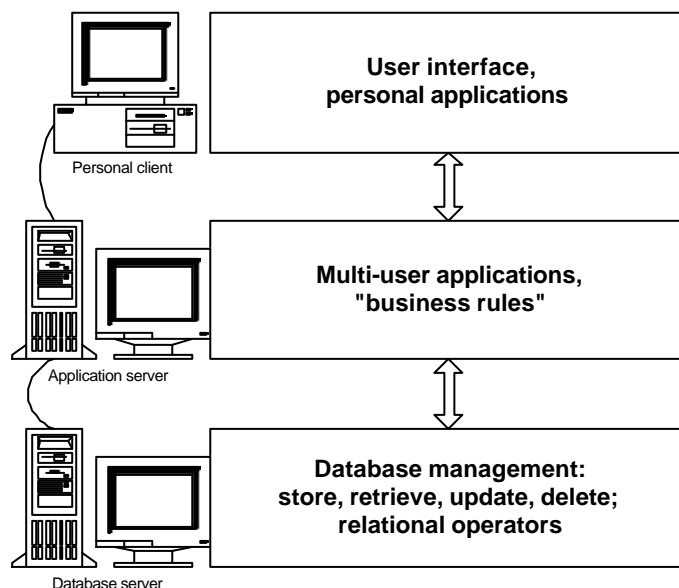 User interface,
personal applications
Personal client
Multi-user applications,
"business rules"
Application server
Database management:
store, retrieve, update, delete;
relational operators
Database server